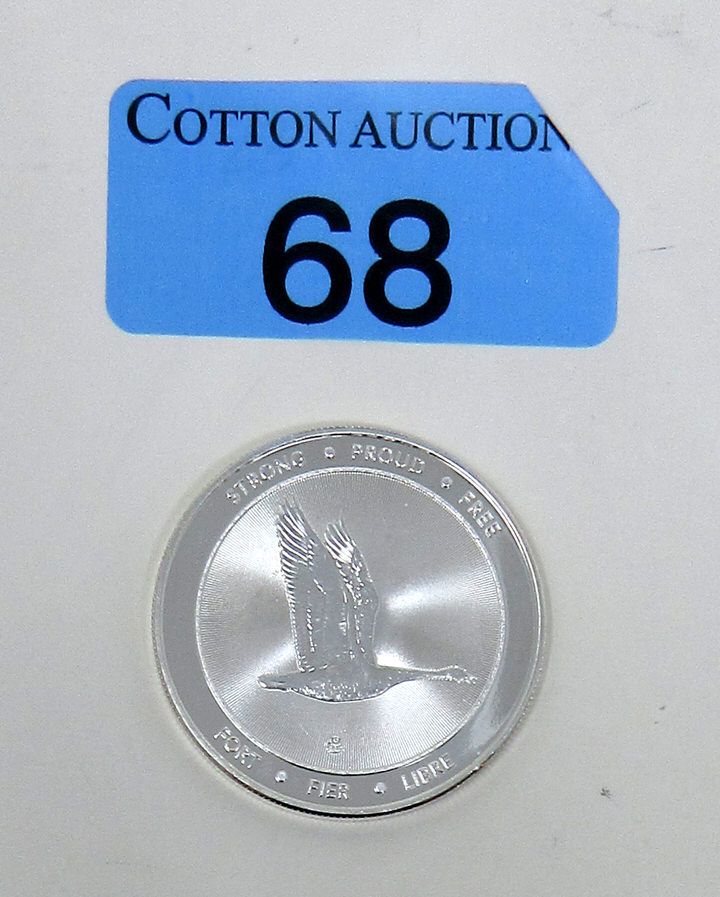 COTTON AUCTION
68
STRONG • PROUD • FREE
FORT • FIER • LIBRE